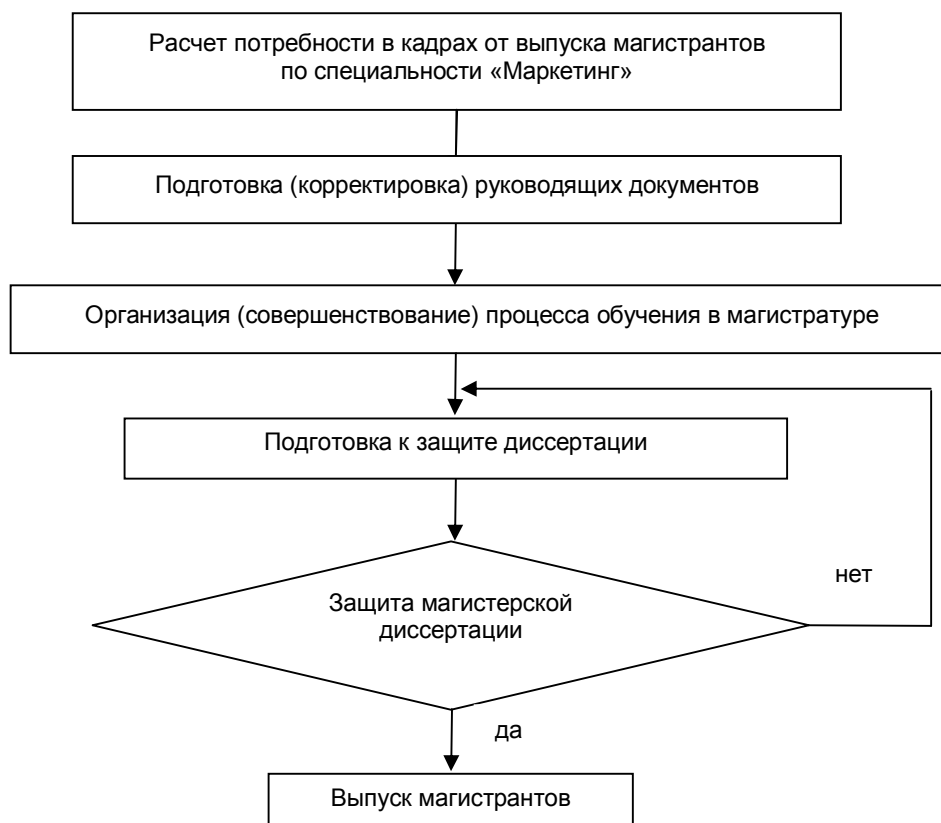 Расчет потребности в кадрах от выпуска магистрантов
по специальности «Маркетинг»
Подготовка (корректировка) руководящих документов
Организация (совершенствование) процесса обучения в магистратуре
Подготовка к защите диссертации
нет
Защита магистерской
диссертации
да
Выпуск магистрантов